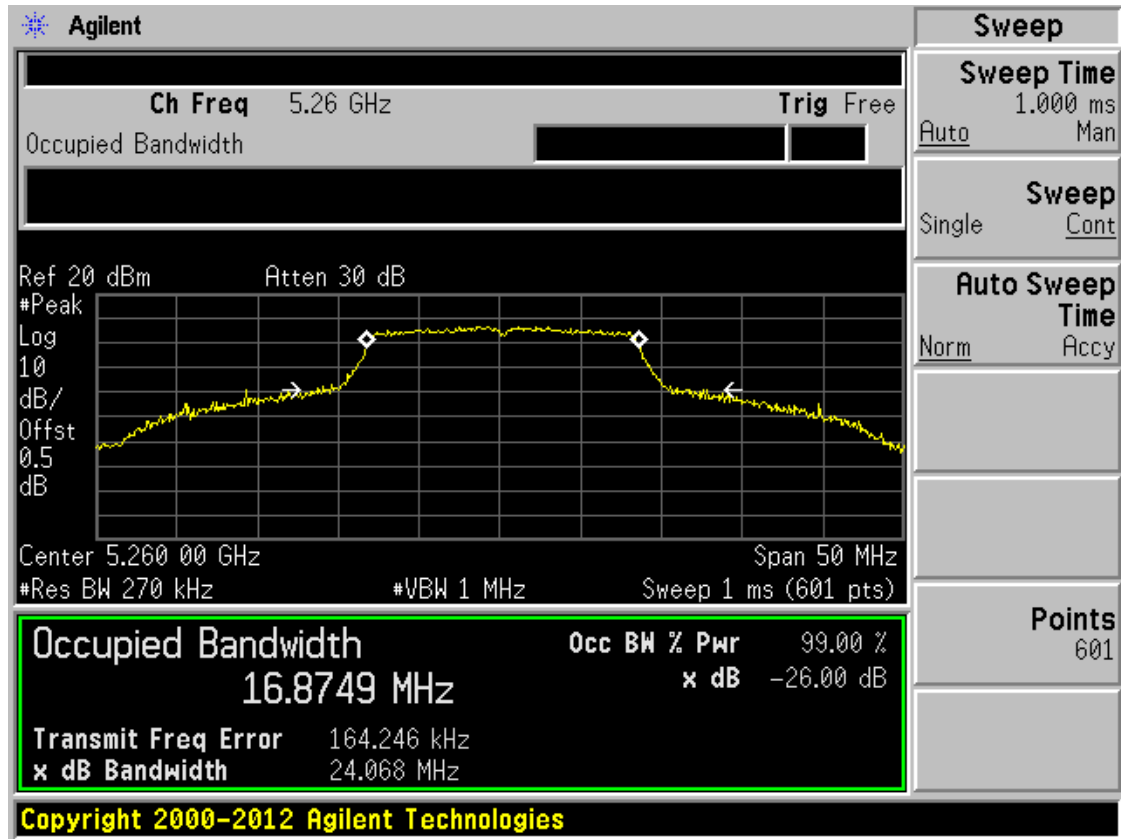 Agilent
Ch Freq 5.26 GHz Trig Free
Occupied Bandwidth
Ref 20 dBm Atten 30 dB
#Peak
Log
10
dB/
Offst
0.5
dB
Center 5.260 00 GHz Span 50 MHz
#Res BW 270 kHz #VBW 1 MHz Sweep 1 ms (601 pts)
Occupied Bandwidth Occ BW % Pwr 99.00 %
16.8749 MHz x dB -26.00 dB
Transmit Freq Error 164.246 kHz
x dB Bandwidth 24.068 MHz
Copyright 2000-2012 Agilent Technologies
Sweep
Sweep Time
1.000 ms
Auto Man
Sweep
Single Cont
Auto Sweep
Time
Norm Accy
Points
601